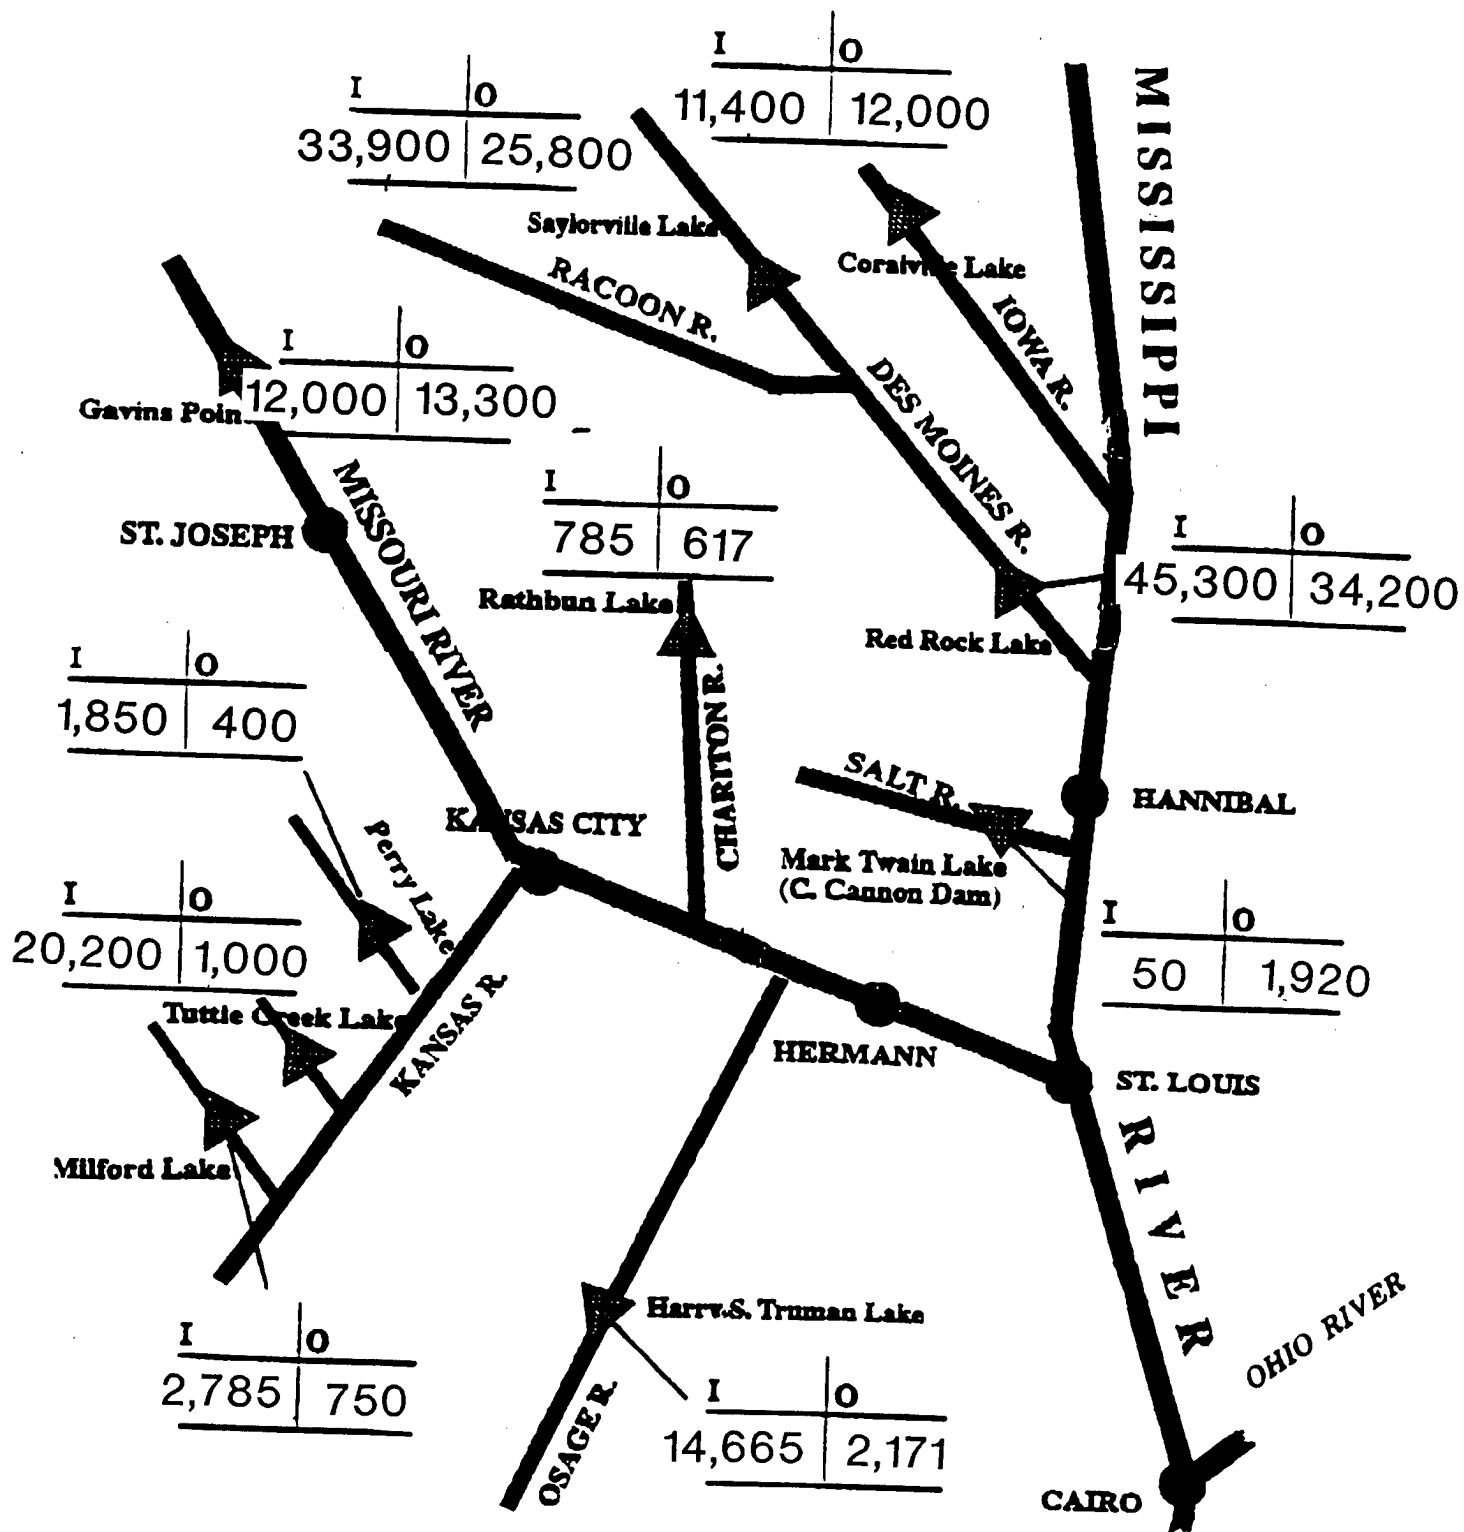 I O
11,400 12,000
I O
33,900 25,800
MISSISSIPPI
Saylorville Lake
Coralville Lake
RACOON R.
IOWA R.
I O
12,000 13,300
Gavins Poin
DES MOINES R.
MISSOURI RIVER
ST. JOSEPH
I O
785 617
Rathbun Lake
I O
45,300 34,200
Red Rock Lake
I O
1,850 400
CHARITON R.
SALT R.
HANNIBAL
KANSAS CITY
Perry Lake
Mark Twain Lake
(C. Cannon Dam)
I O
20,200 1,000
I O
50 1,920
Tuttle Creek Lake
KANSAS R.
HERMANN
ST. LOUIS
RIVER
Milford Lake
Harry S. Truman Lake
OHIO RIVER
I O
2,785 750
I O
14,665 2,171
OSAGE R.
CAIRO